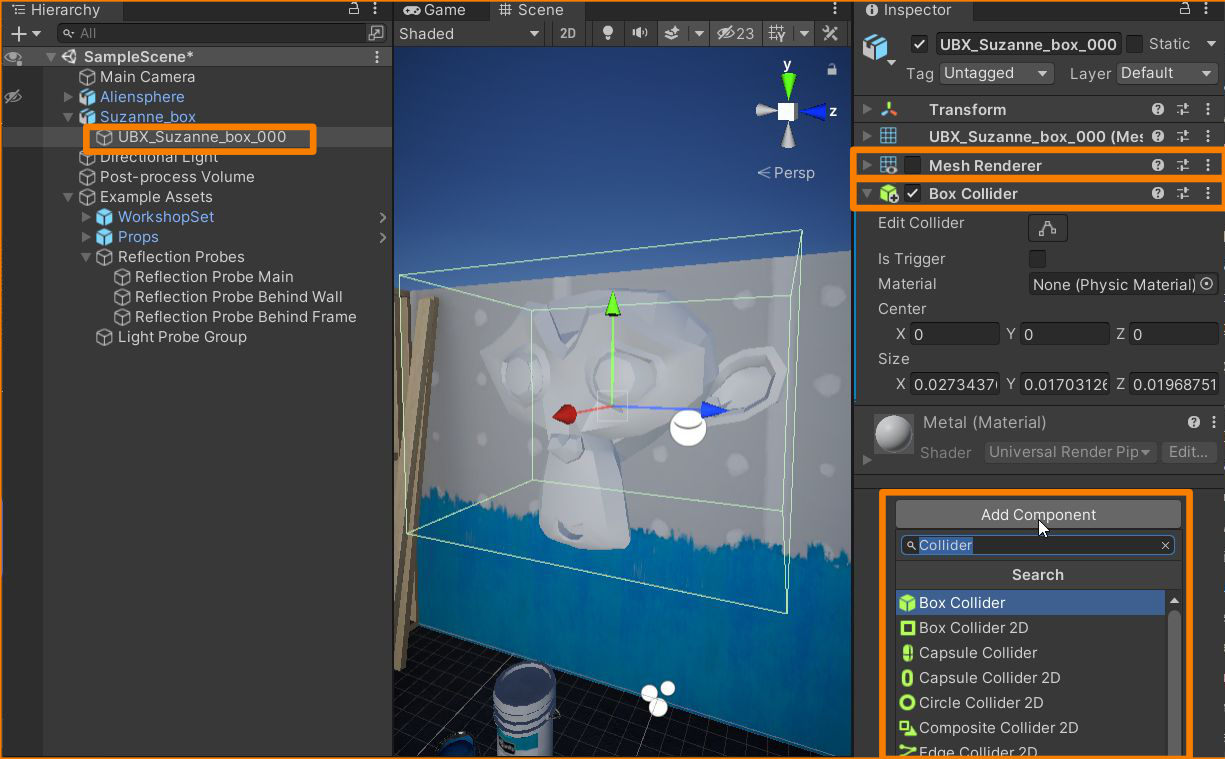 Hierarchy
All
SampleScene*
Main Camera
Aliensphere
Suzanne_box
UBX_Suzanne_box_000
Directional Light
Post-process Volume
Example Assets
WorkshopSet
Props
Reflection Probes
Reflection Probe Main
Reflection Probe Behind Wall
Reflection Probe Behind Frame
Light Probe Group
Game
Scene
Shaded
2D
23
y
z
Persp
Inspector
UBX_Suzanne_box_000
Static
Tag Untagged
Layer Default
Transform
UBX_Suzanne_box_000 (Mes
Mesh Renderer
Box Collider
Edit Collider
Is Trigger
Material
None (Physic Material)
Center
X 0 Y 0 Z 0
Size
X 0.0273437 Y 0.01703126 Z 0.01968751
Metal (Material)
Shader
Universal Render Pip
Edit...
Add Component
Collider
Search
Box Collider
Box Collider 2D
Capsule Collider
Capsule Collider 2D
Circle Collider 2D
Composite Collider 2D
Edge Collider 2D